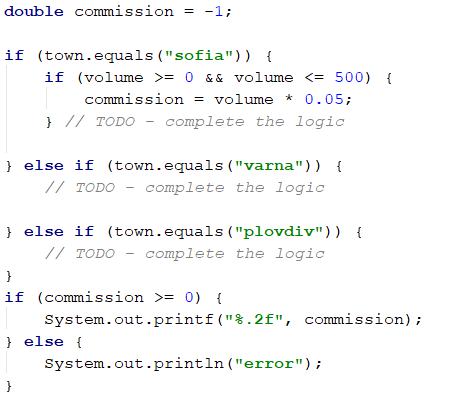 double commission = -1;
if (town.equals("sofia")) {
if (volume >= 0 && volume <= 500) {
commission = volume * 0.05;
} // TODO – complete the logic
} else if (town.equals("varna")) {
// TODO – complete the logic
} else if (town.equals("plovdiv")) {
// TODO – complete the logic
}
if (commission >= 0) {
System.out.printf("%.2f", commission);
} else {
System.out.println("error");
}